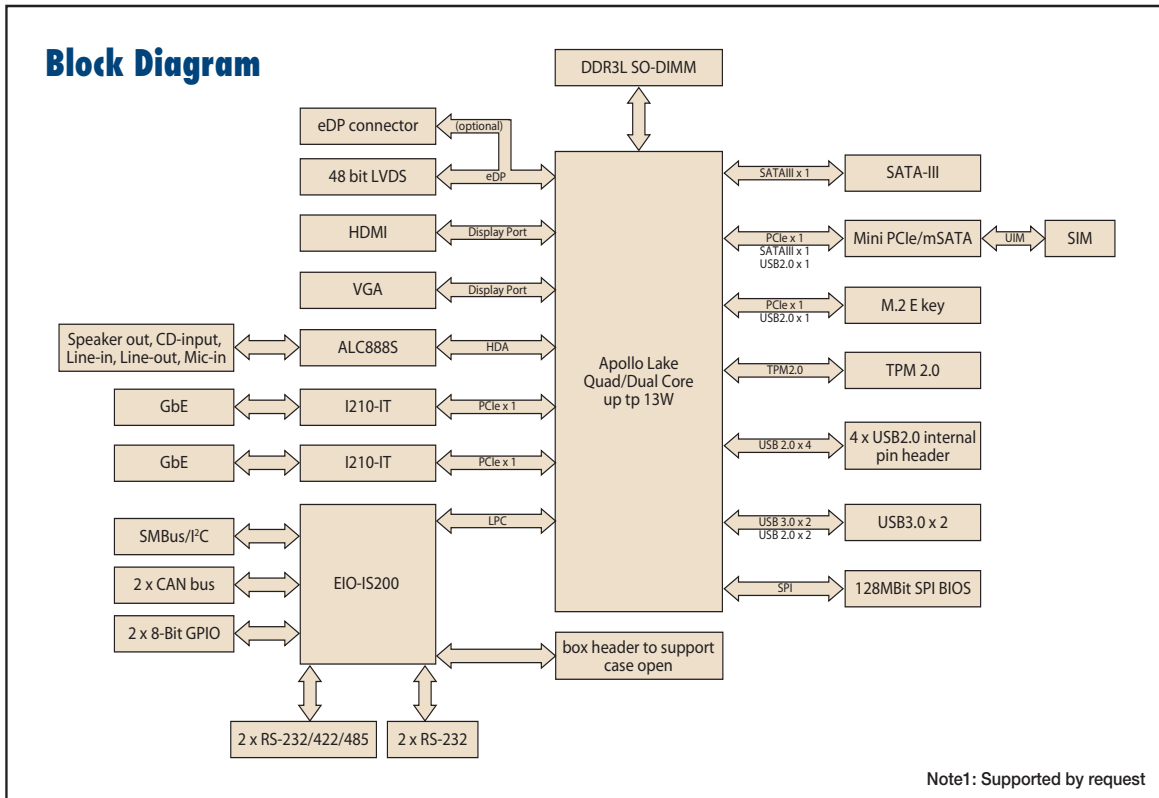 Block Diagram
DDR3L SO-DIMM
eDP connector
(optional)
48 bit LVDS
eDP
SATAIII x 1
SATA-III
HDMI
Display Port
PCIe x 1
SATAIII x 1
USB2.0 x 1
Mini PCIe/mSATA
UIM
SIM
VGA
Display Port
PCIe x 1
USB2.0 x 1
M.2 E key
Speaker out, CD-input,
Line-in, Line-out, Mic-in
ALC888S
HDA
Apollo Lake
Quad/Dual Core
up tp 13W
TPM2.0
TPM 2.0
GbE
I210-IT
PCIe x 1
USB 2.0 x 4
4 x USB2.0 internal
pin header
GbE
I210-IT
PCIe x 1
LPC
USB 3.0 x 2
USB 2.0 x 2
USB3.0 x 2
SMBus/I²C
2 x CAN bus
2 x 8-Bit GPIO
EIO-IS200
SPI
128MBit SPI BIOS
box header to support
case open
2 x RS-232/422/485
2 x RS-232
Note1: Supported by request